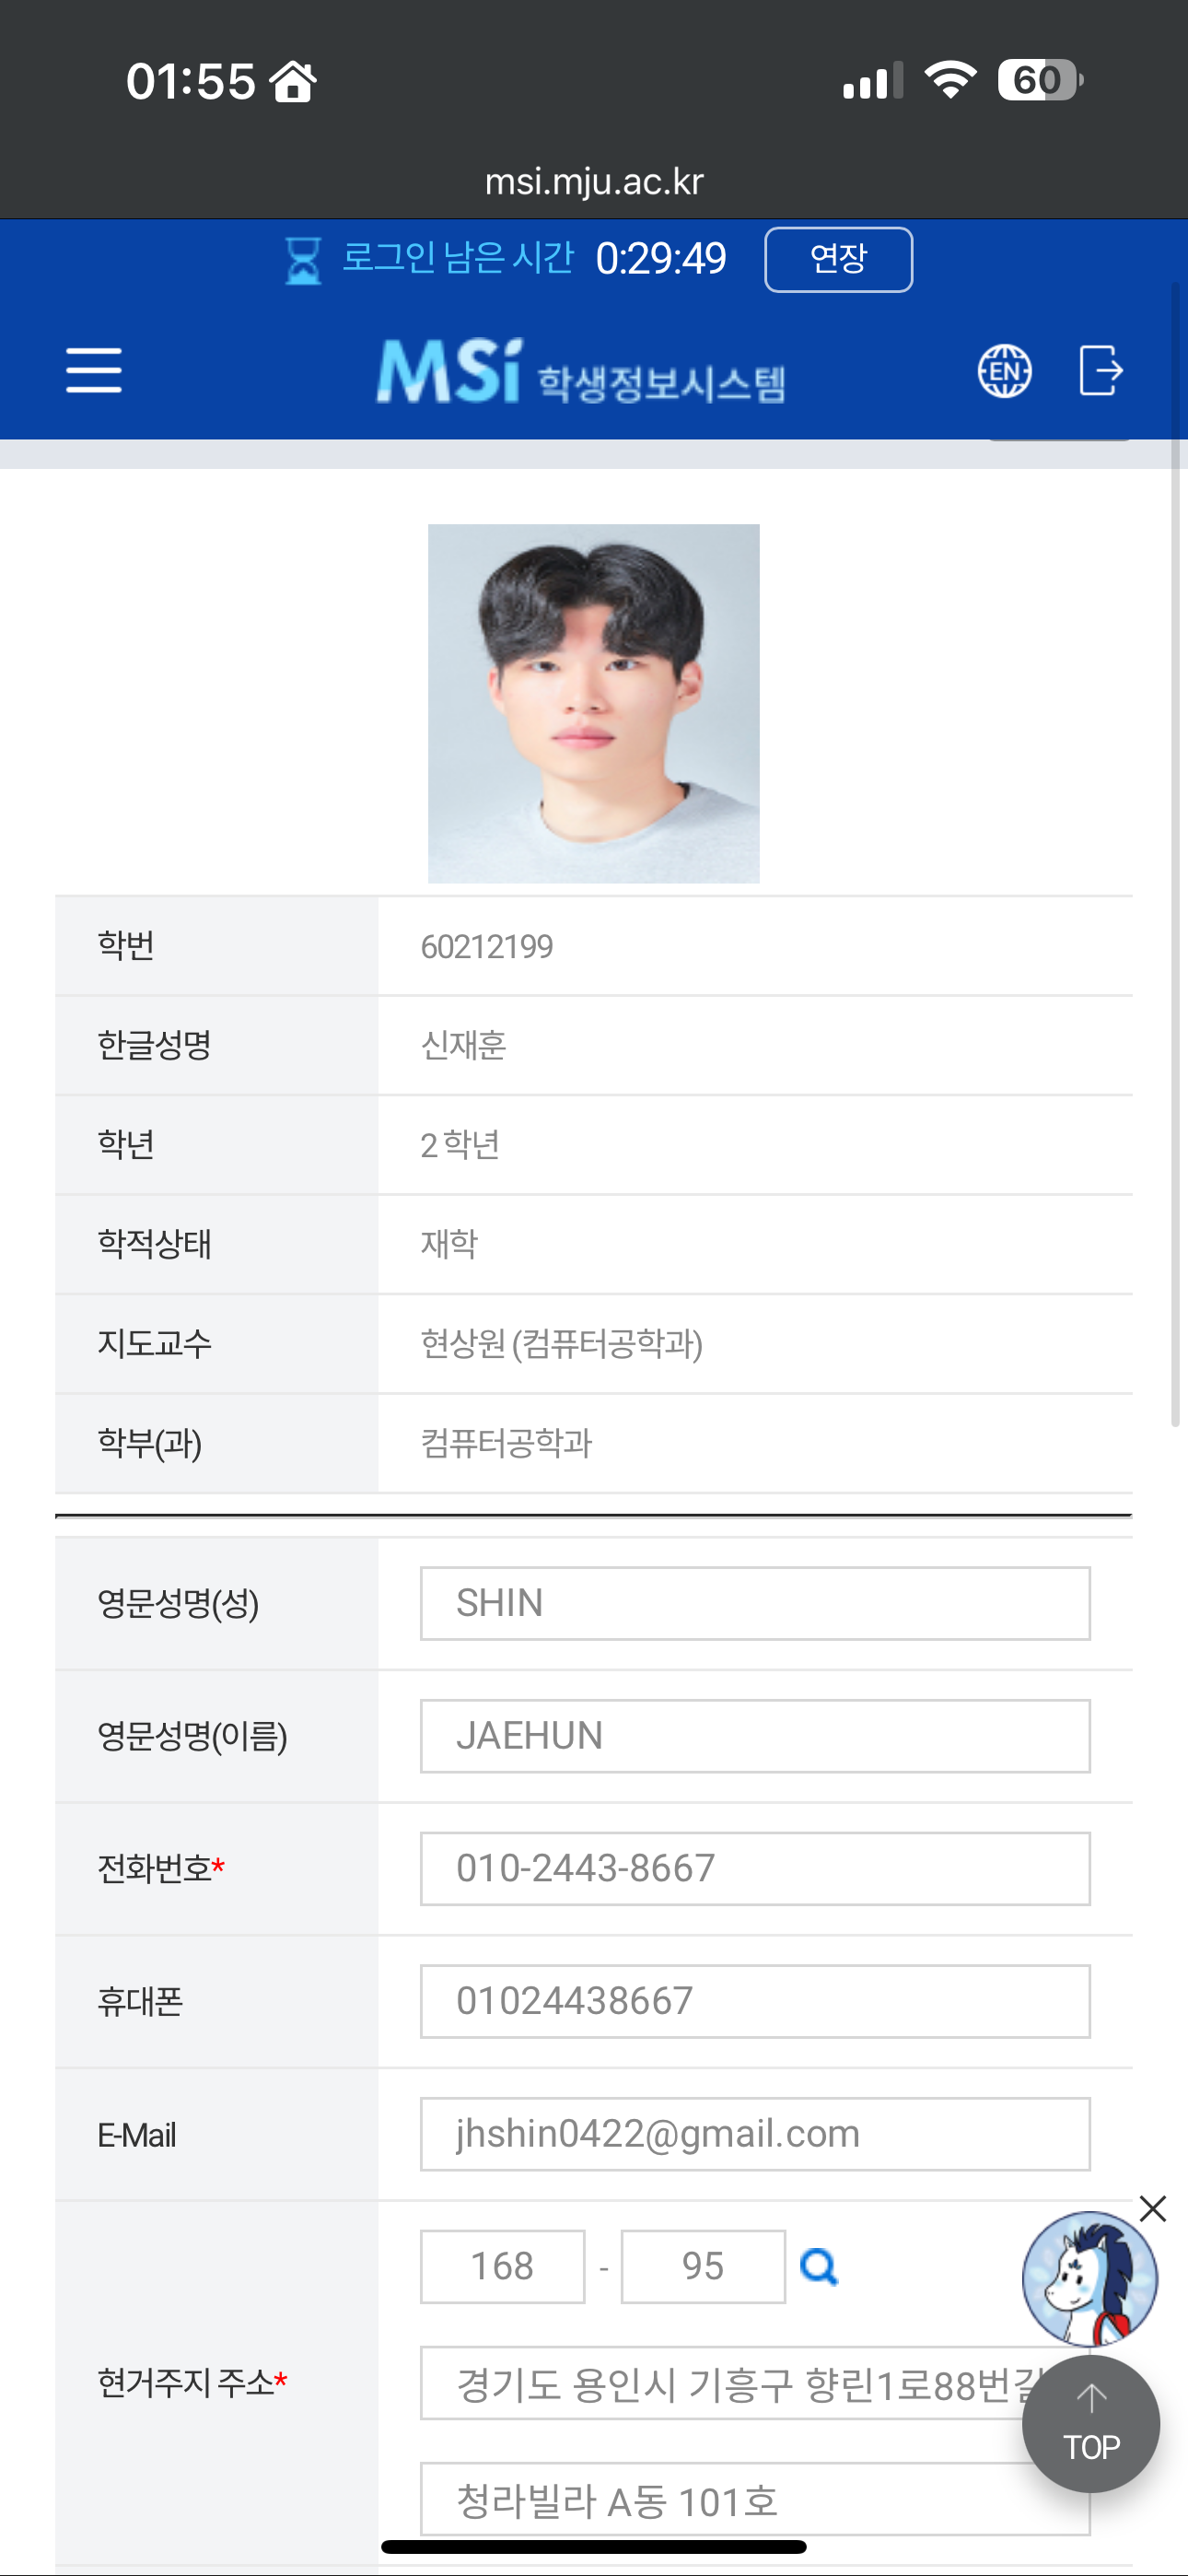 01:55
60
msi.mju.ac.kr
로그인 남은 시간 0:29:49 연장
MSi 학생정보시스템
EN
학번 60212199
한글성명 신재훈
학년 2 학년
학적상태 재학
지도교수 현상원 (컴퓨터공학과)
학부(과) 컴퓨터공학과
영문성명(성) SHIN
영문성명(이름) JAEHUN
전화번호* 010-2443-8667
휴대폰 01024438667
E-Mail jhshin0422@gmail.com
168 - 95
현거주지 주소* 경기도 용인시 기흥구 향린1로88번길
TOP
청라빌라 A동 101호